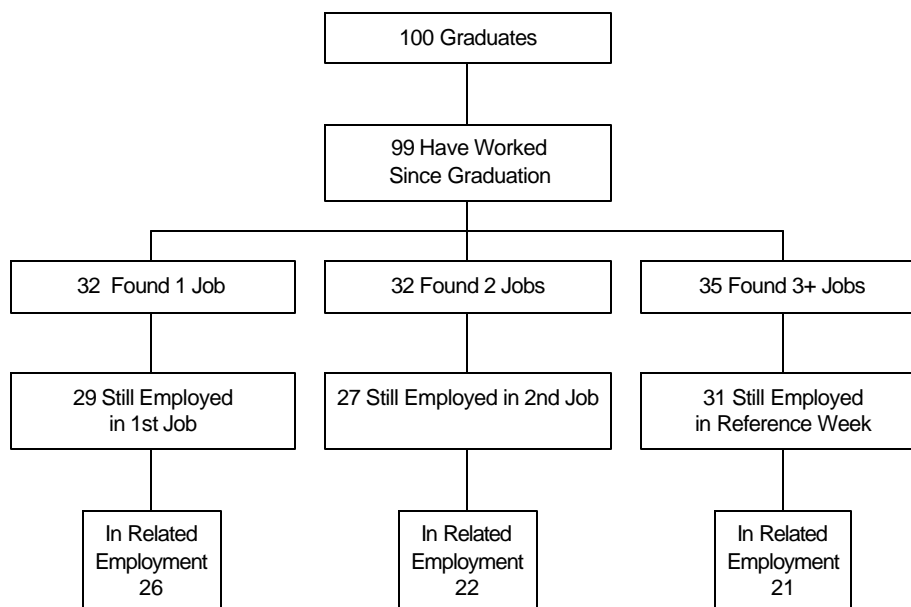 100 Graduates
99 Have Worked
Since Graduation
32 Found 1 Job
32 Found 2 Jobs
35 Found 3+ Jobs
29 Still Employed
in 1st Job
27 Still Employed in 2nd Job
31 Still Employed
in Reference Week
In Related
Employment
26
In Related
Employment
22
In Related
Employment
21